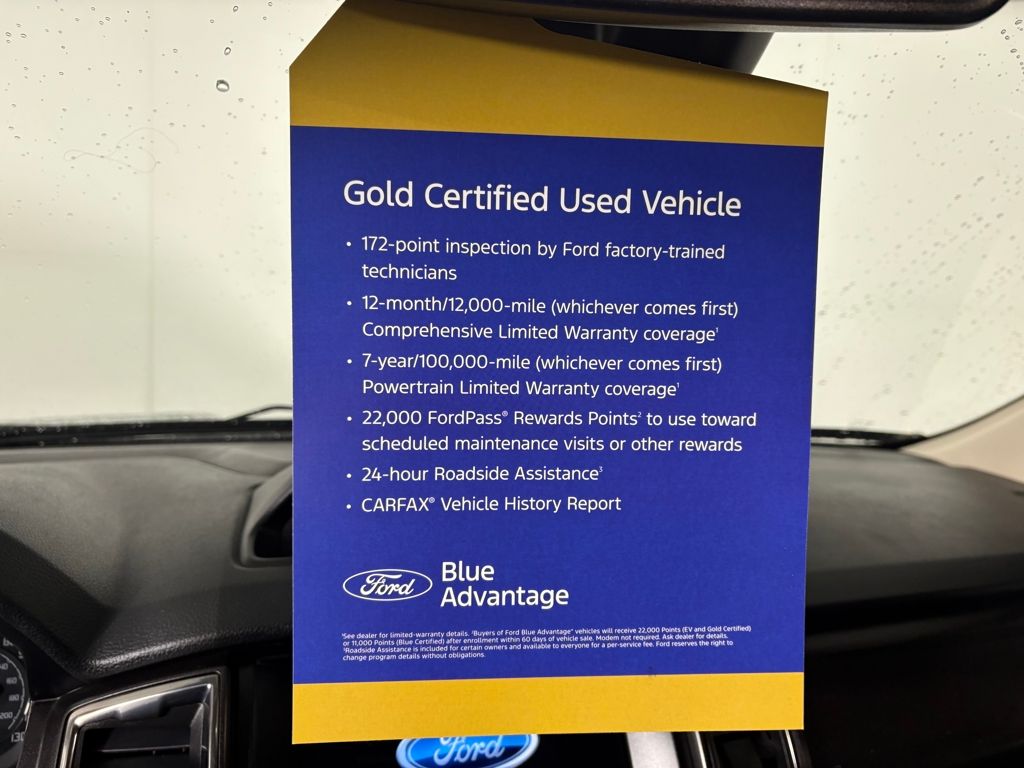 Gold Certified Used Vehicle
• 172-point inspection by Ford factory-trained
technicians
• 12-month/12,000-mile (whichever comes first)
Comprehensive Limited Warranty coverage¹
• 7-year/100,000-mile (whichever comes first)
Powertrain Limited Warranty coverage¹
• 22,000 FordPass® Rewards Points² to use toward
scheduled maintenance visits or other rewards
• 24-hour Roadside Assistance³
• CARFAX® Vehicle History Report
Ford
Blue
Advantage
¹See dealer for limited-warranty details. ²Buyers of Ford Blue Advantage™ vehicles will receive 22,000 Points (EV and Gold Certified)
or 11,000 Points (Blue Certified) after enrollment within 60 days of vehicle sale. Modem not required. Ask dealer for details.
³Roadside Assistance is included for certain owners and available to everyone for a per-service fee. Ford reserves the right to
change program details without obligations.
140
160
180
200
130
Ford